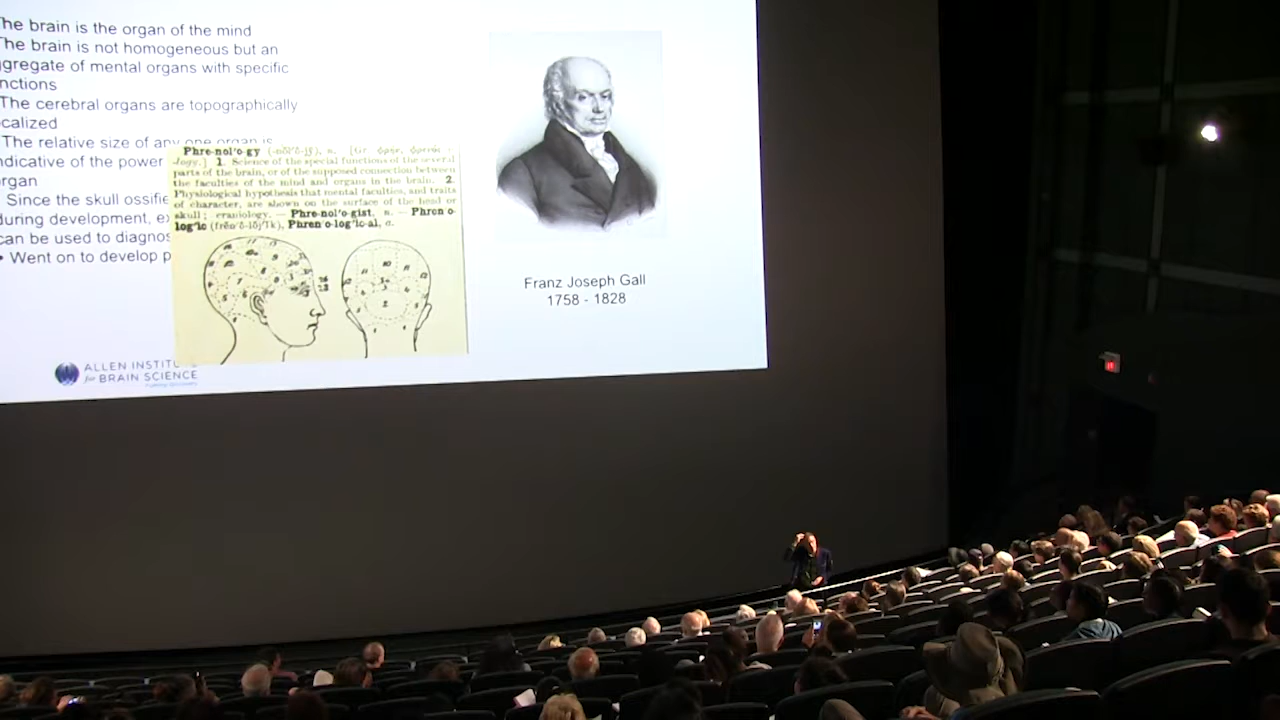 he brain is the organ of the mind
The brain is not homogeneous but an
ggregate of mental organs with specific
nctions
The cerebral organs are topographically
calized
The relative size of any one organ is
ndicative of the power
rgan
Since the skull ossifie
during development, ex
can be used to diagnos
• Went on to develop p
Phre-nol'o-gy
1. Science of the special functions of the several
parts of the brain, or of the supposed connection between
the faculties of the mind and organs in the brain. 2.
Physiological hypothesis that mental faculties, and traits
of character, are shown on the surface of the head or
skull; craniology. — Phre-nol'o-gist, n. — Phren o-
log'ic Phren-o-log'ic-al, a.
Franz Joseph Gall
1758 - 1828
ALLEN INSTITU
for BRAIN SCIENCE